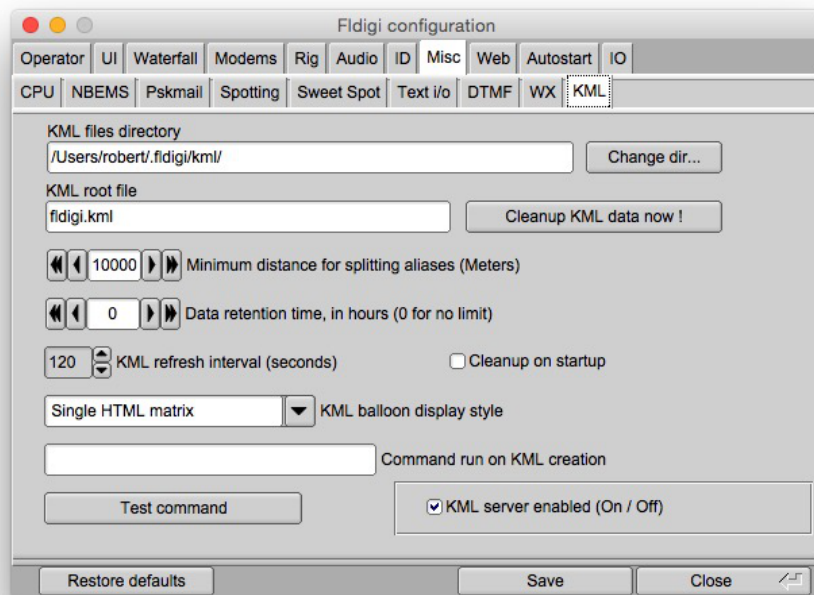 Fldigi configuration
Operator UI Waterfall Modems Rig Audio ID Misc Web Autostart IO
CPU NBEMS Pskmail Spotting Sweet Spot Text i/o DTMF WX KML
KML files directory
/Users/robert/.fldigi/kml/ Change dir...
KML root file
fldigi.kml Cleanup KML data now !
10000 Minimum distance for splitting aliases (Meters)
0 Data retention time, in hours (0 for no limit)
120 KML refresh interval (seconds) Cleanup on startup
Single HTML matrix KML balloon display style
Command run on KML creation
Test command KML server enabled (On / Off)
Restore defaults Save Close